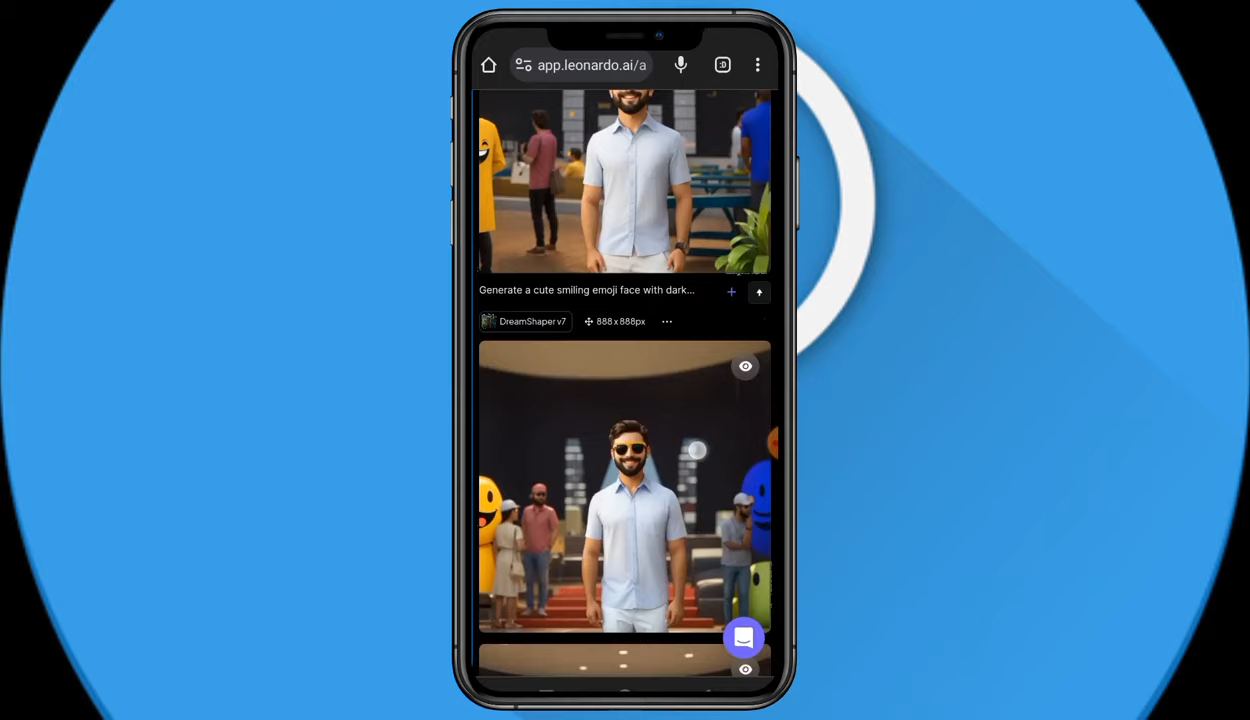 app.leonardo.ai/a
:D
Generate a cute smiling emoji face with dark...
DreamShaper v7
888 x 888px